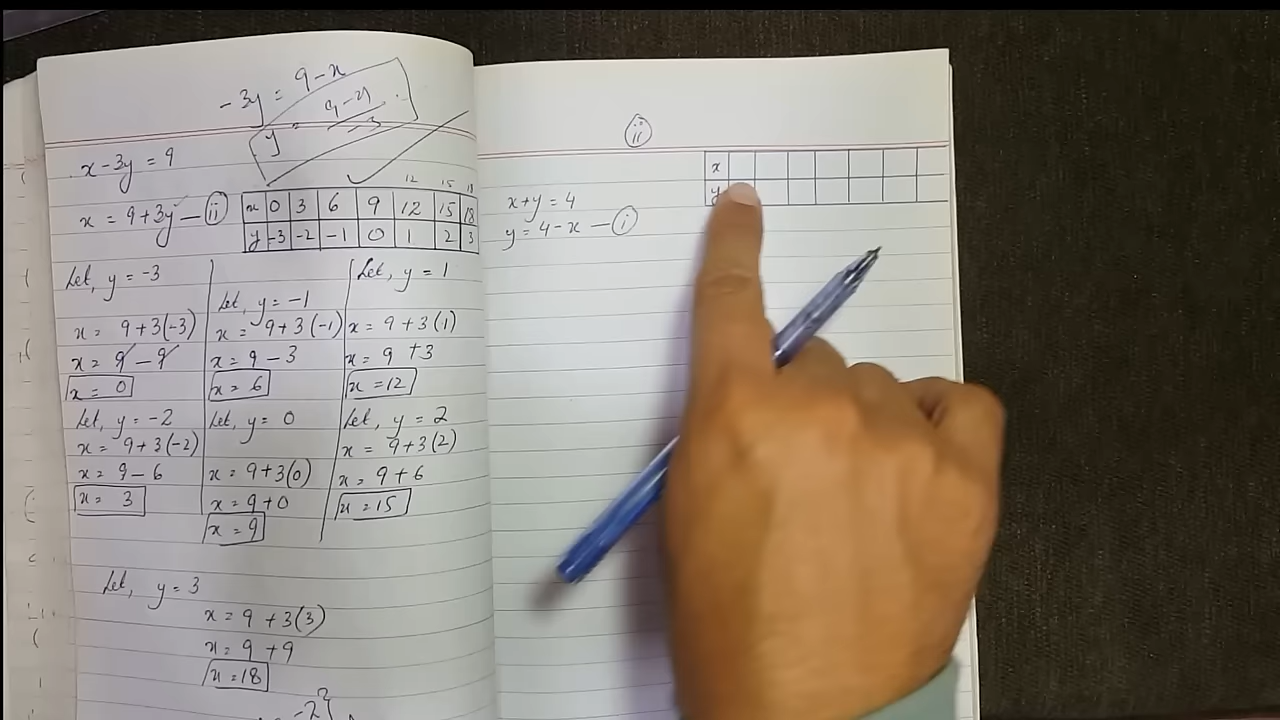 -3y = 9-x
y = 9-x / -3
x-3y = 9
x = 9+3y — (ii)
12 15 18
x 0 3 6 9 12 15 18
y -3 -2 -1 0 1 2 3
Let, y = -3
x = 9+3(-3)
x = 9 - 9
x = 0
Let, y = -2
x = 9+3(-2)
x = 9 - 6
x = 3
Let, y = -1
x = 9+3(-1)
x = 9 - 3
x = 6
Let, y = 0
x = 9+3(0)
x = 9+0
x = 9
Let, y = 1
x = 9+3(1)
x = 9 +3
x = 12
Let, y = 2
x = 9+3(2)
x = 9+6
x = 15
Let, y = 3
x = 9 +3(3)
x = 9 +9
x = 18
(ii)
x
y
x+y = 4
y = 4-x — (i)